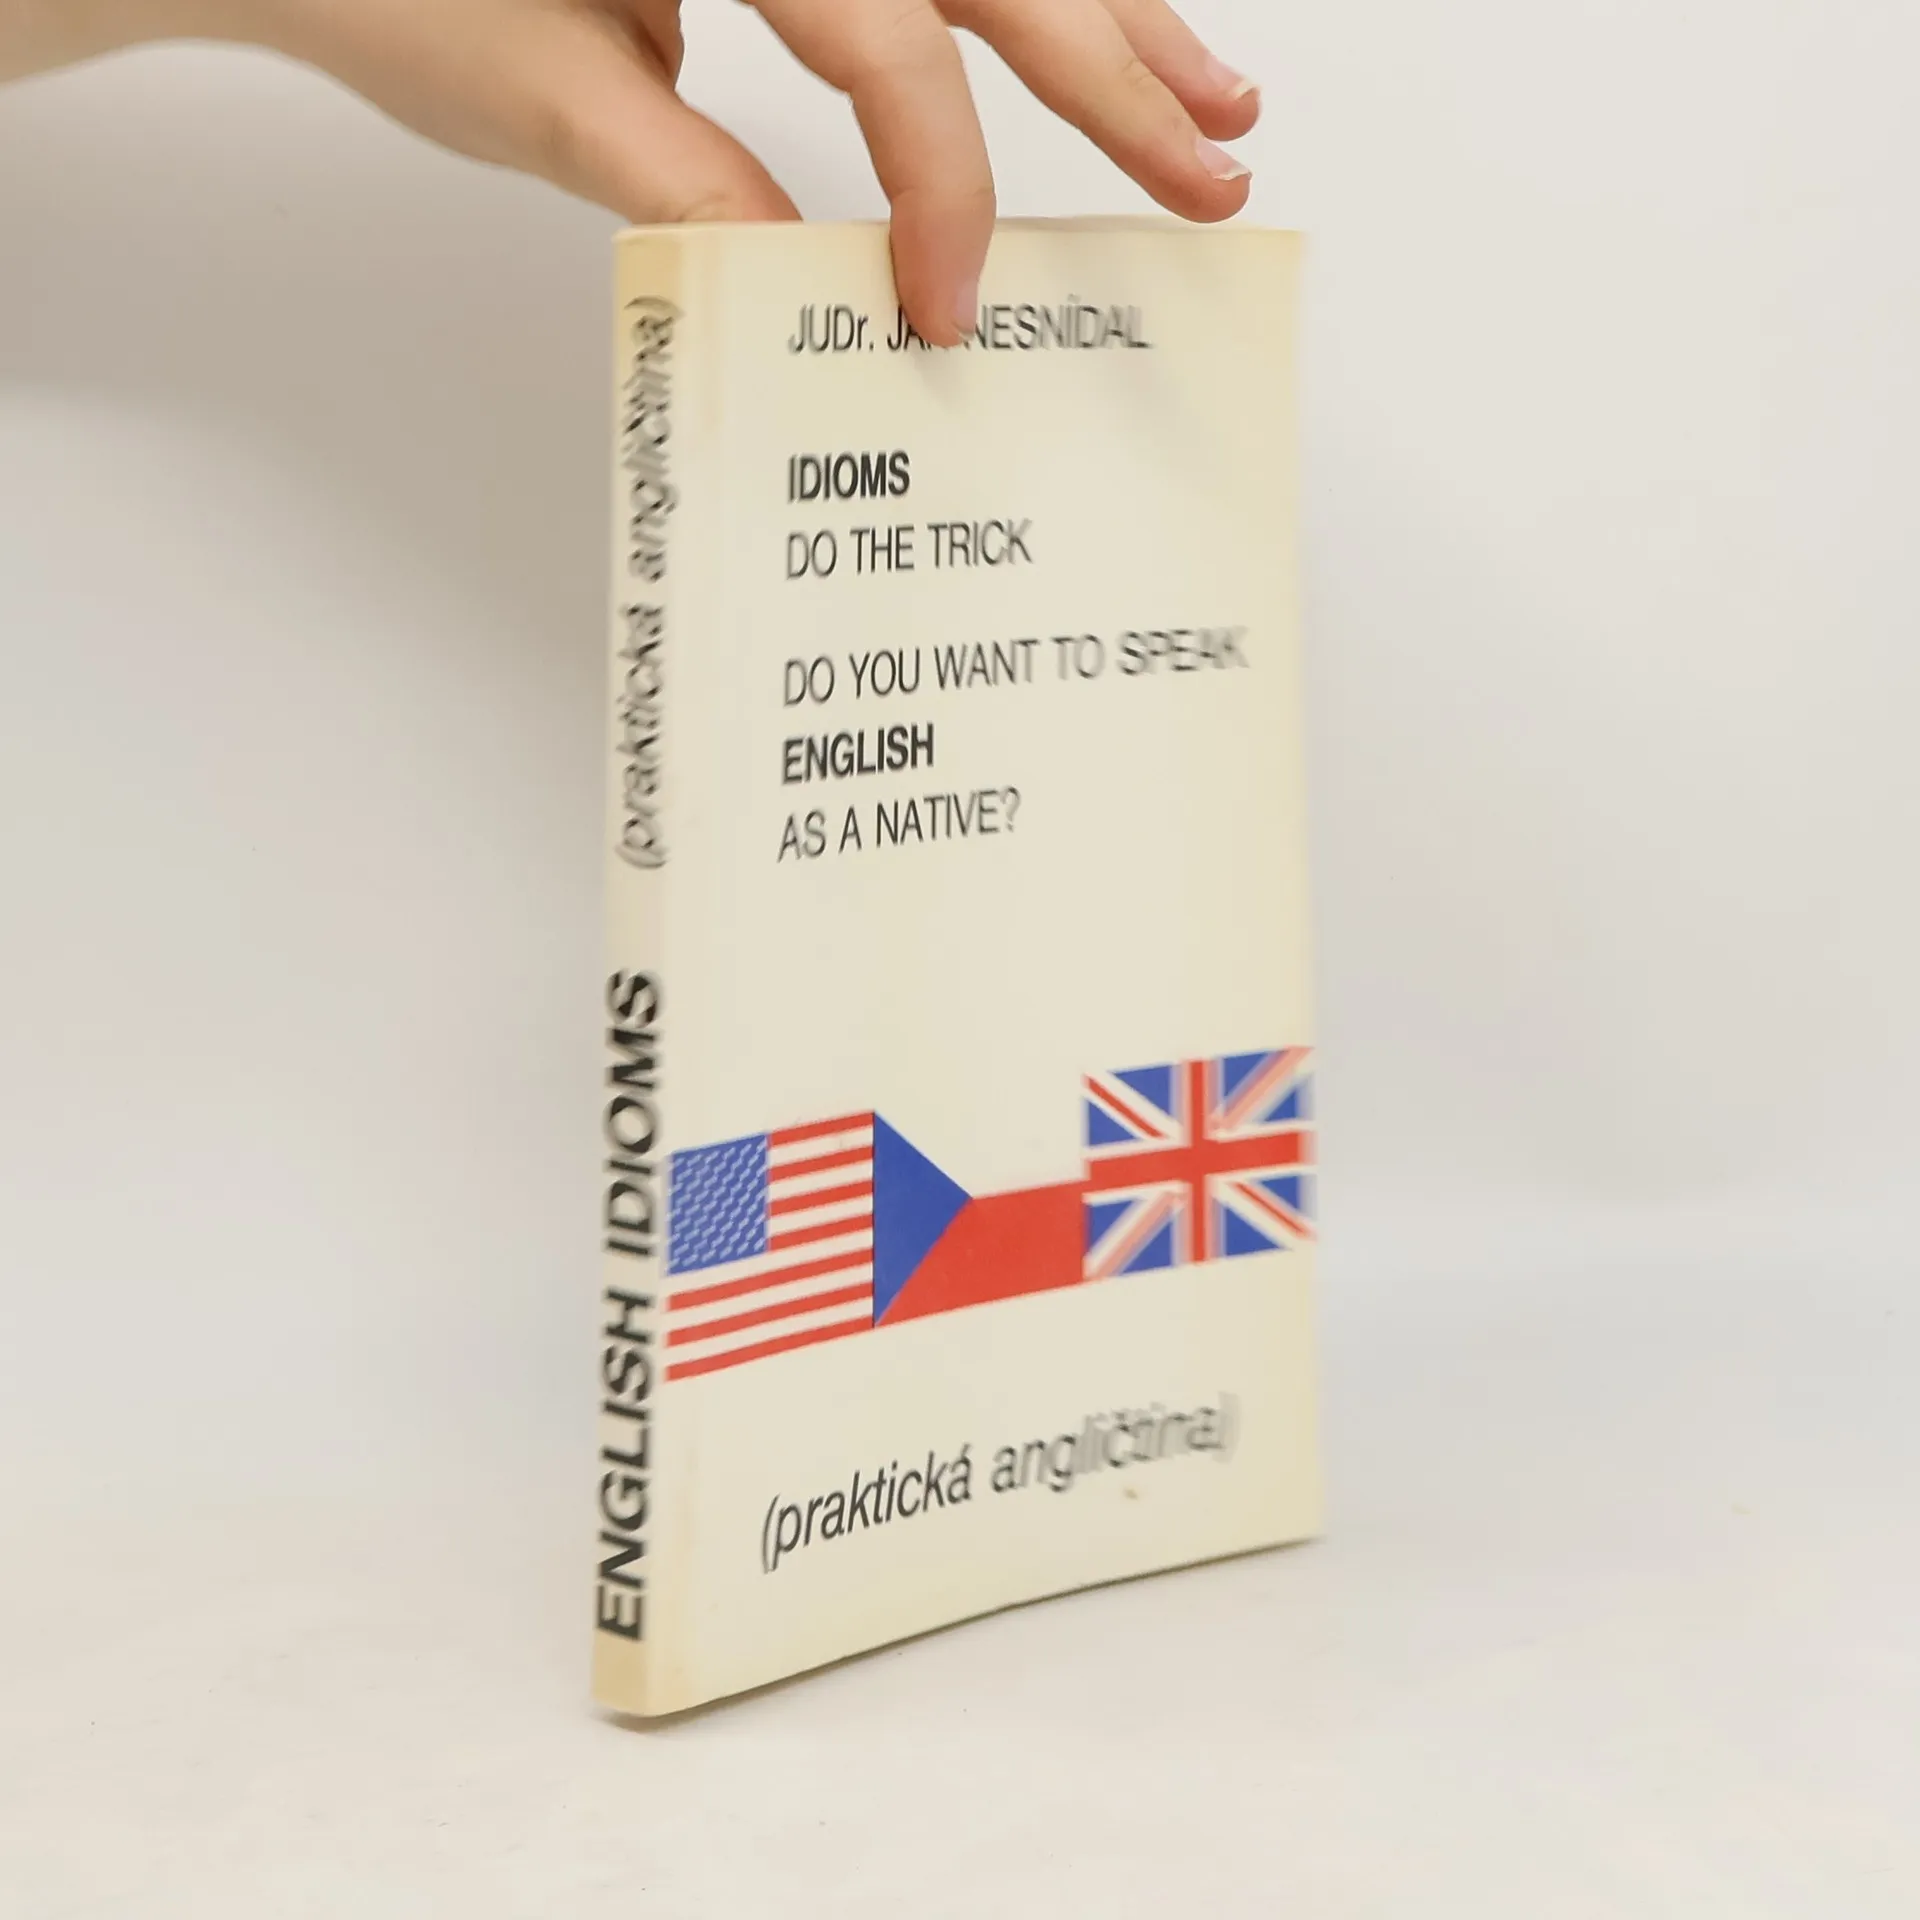 JUDr. JAN NESNÍDAL
IDIOMS
DO THE TRICK
DO YOU WANT TO SPEAK
ENGLISH
AS A NATIVE?
(praktická angličtina)
ENGLISH IDIOMS (praktická angličtina)